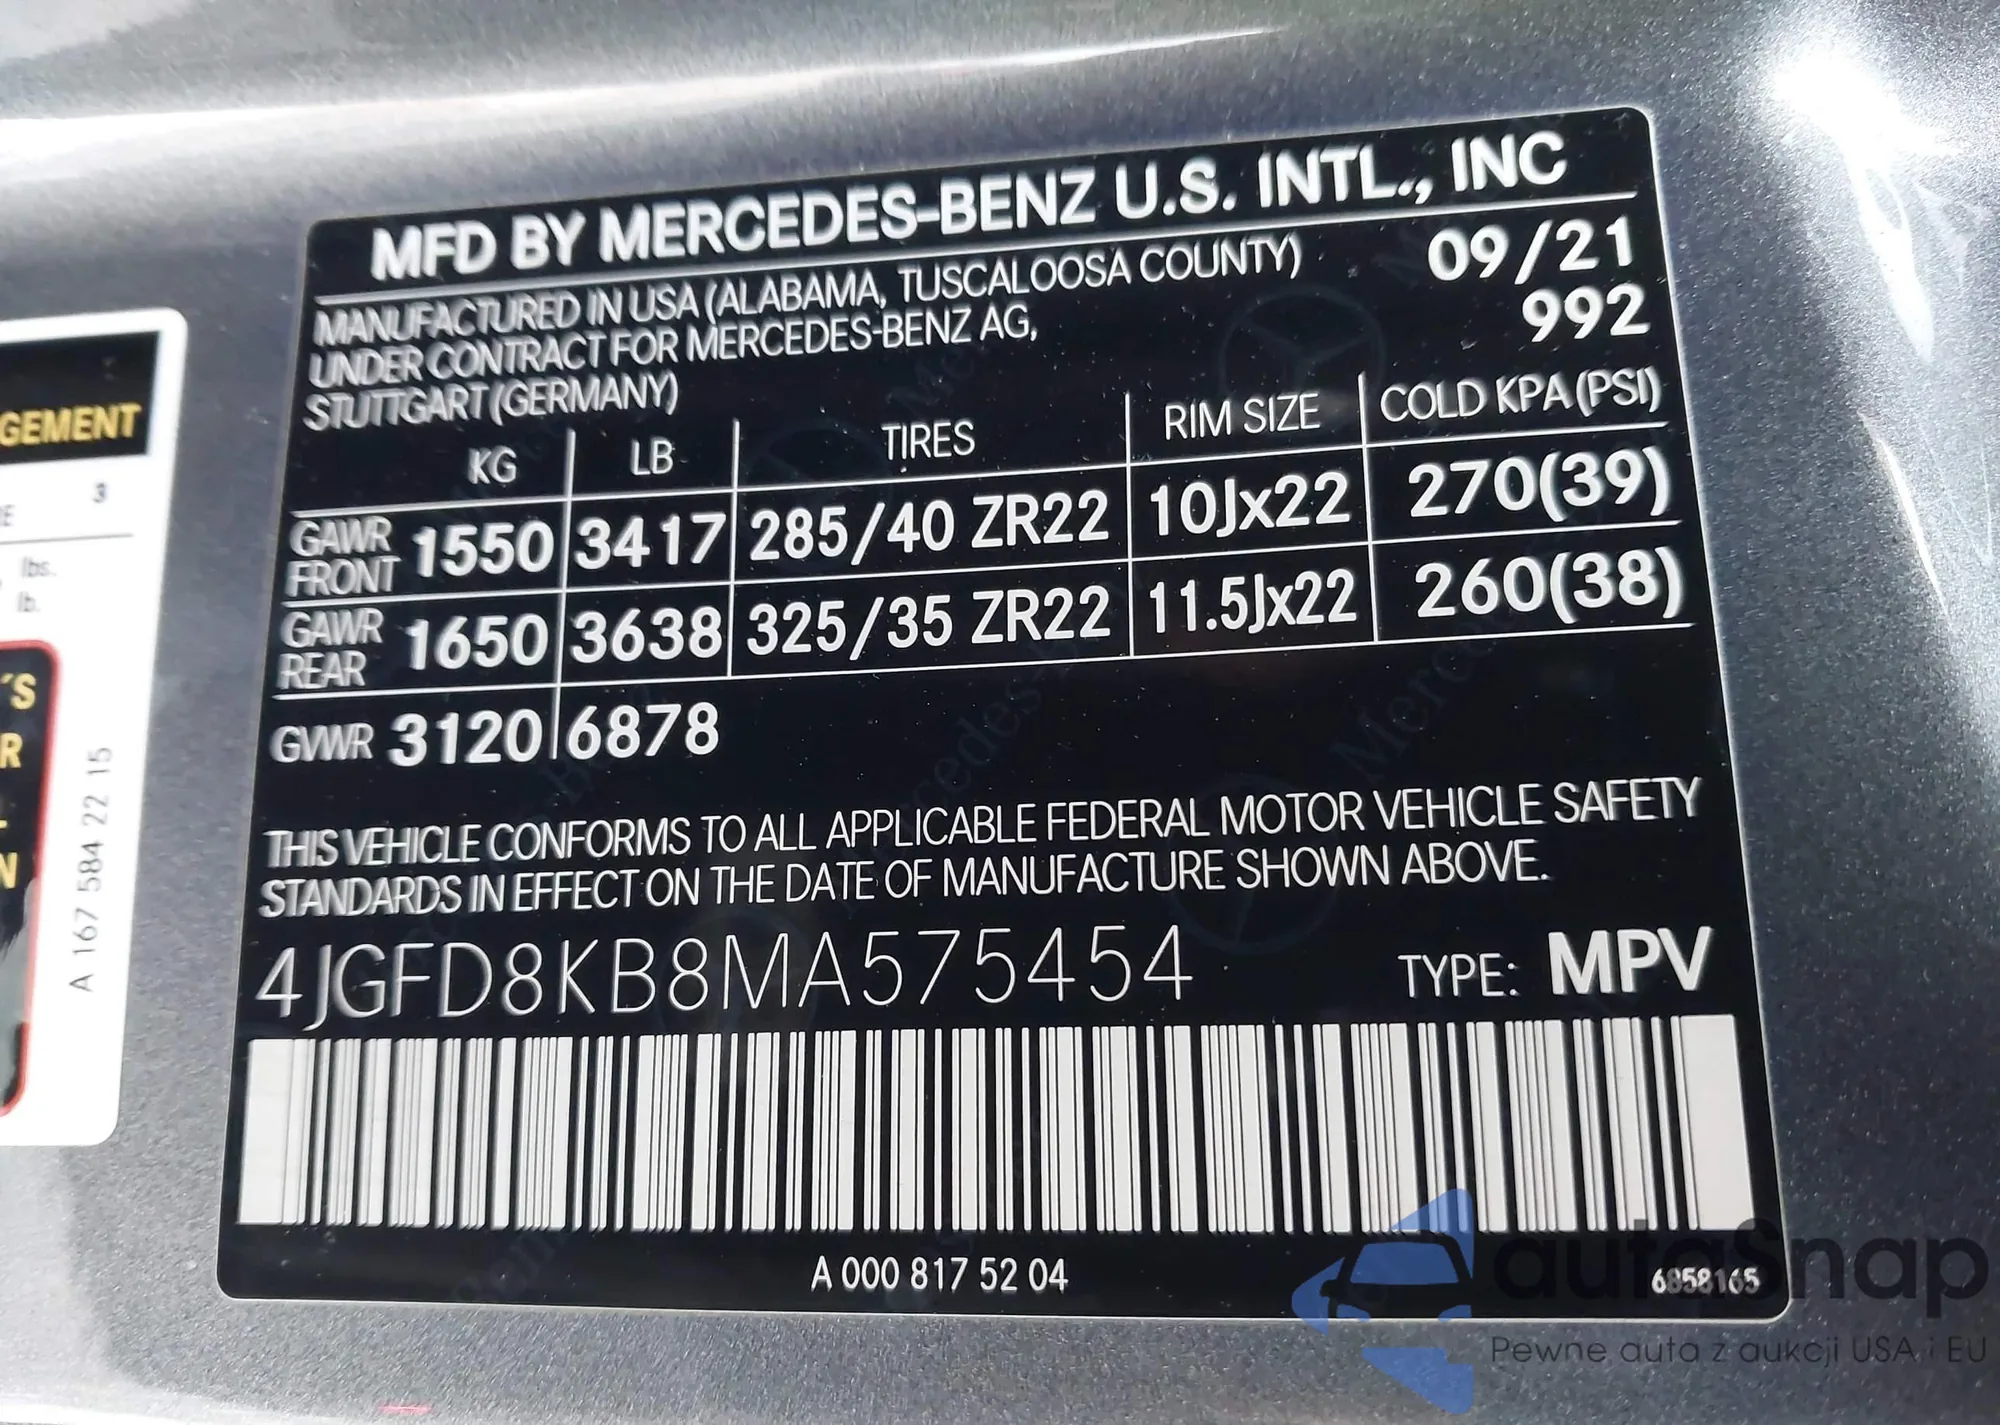 MFD BY MERCEDES-BENZ U.S. INTL., INC
MANUFACTURED IN USA (ALABAMA, TUSCALOOSA COUNTY) 09/21
UNDER CONTRACT FOR MERCEDES-BENZ AG, 992
STUTTGART (GERMANY)
KG LB TIRES RIM SIZE COLD KPA (PSI)
GAWR FRONT 1550 3417 285/40 ZR22 10Jx22 270(39)
GAWR REAR 1650 3638 325/35 ZR22 11.5Jx22 260(38)
GVWR 3120 6878
THIS VEHICLE CONFORMS TO ALL APPLICABLE FEDERAL MOTOR VEHICLE SAFETY
STANDARDS IN EFFECT ON THE DATE OF MANUFACTURE SHOWN ABOVE.
4JGFD8KB8MA575454 TYPE: MPV
A 000 817 52 04 6858165
GEMENT
3
lbs.
lb.
'S
R
N
A 167 584 22 15
autaSnap
Pewne auta z aukcji USA i EU